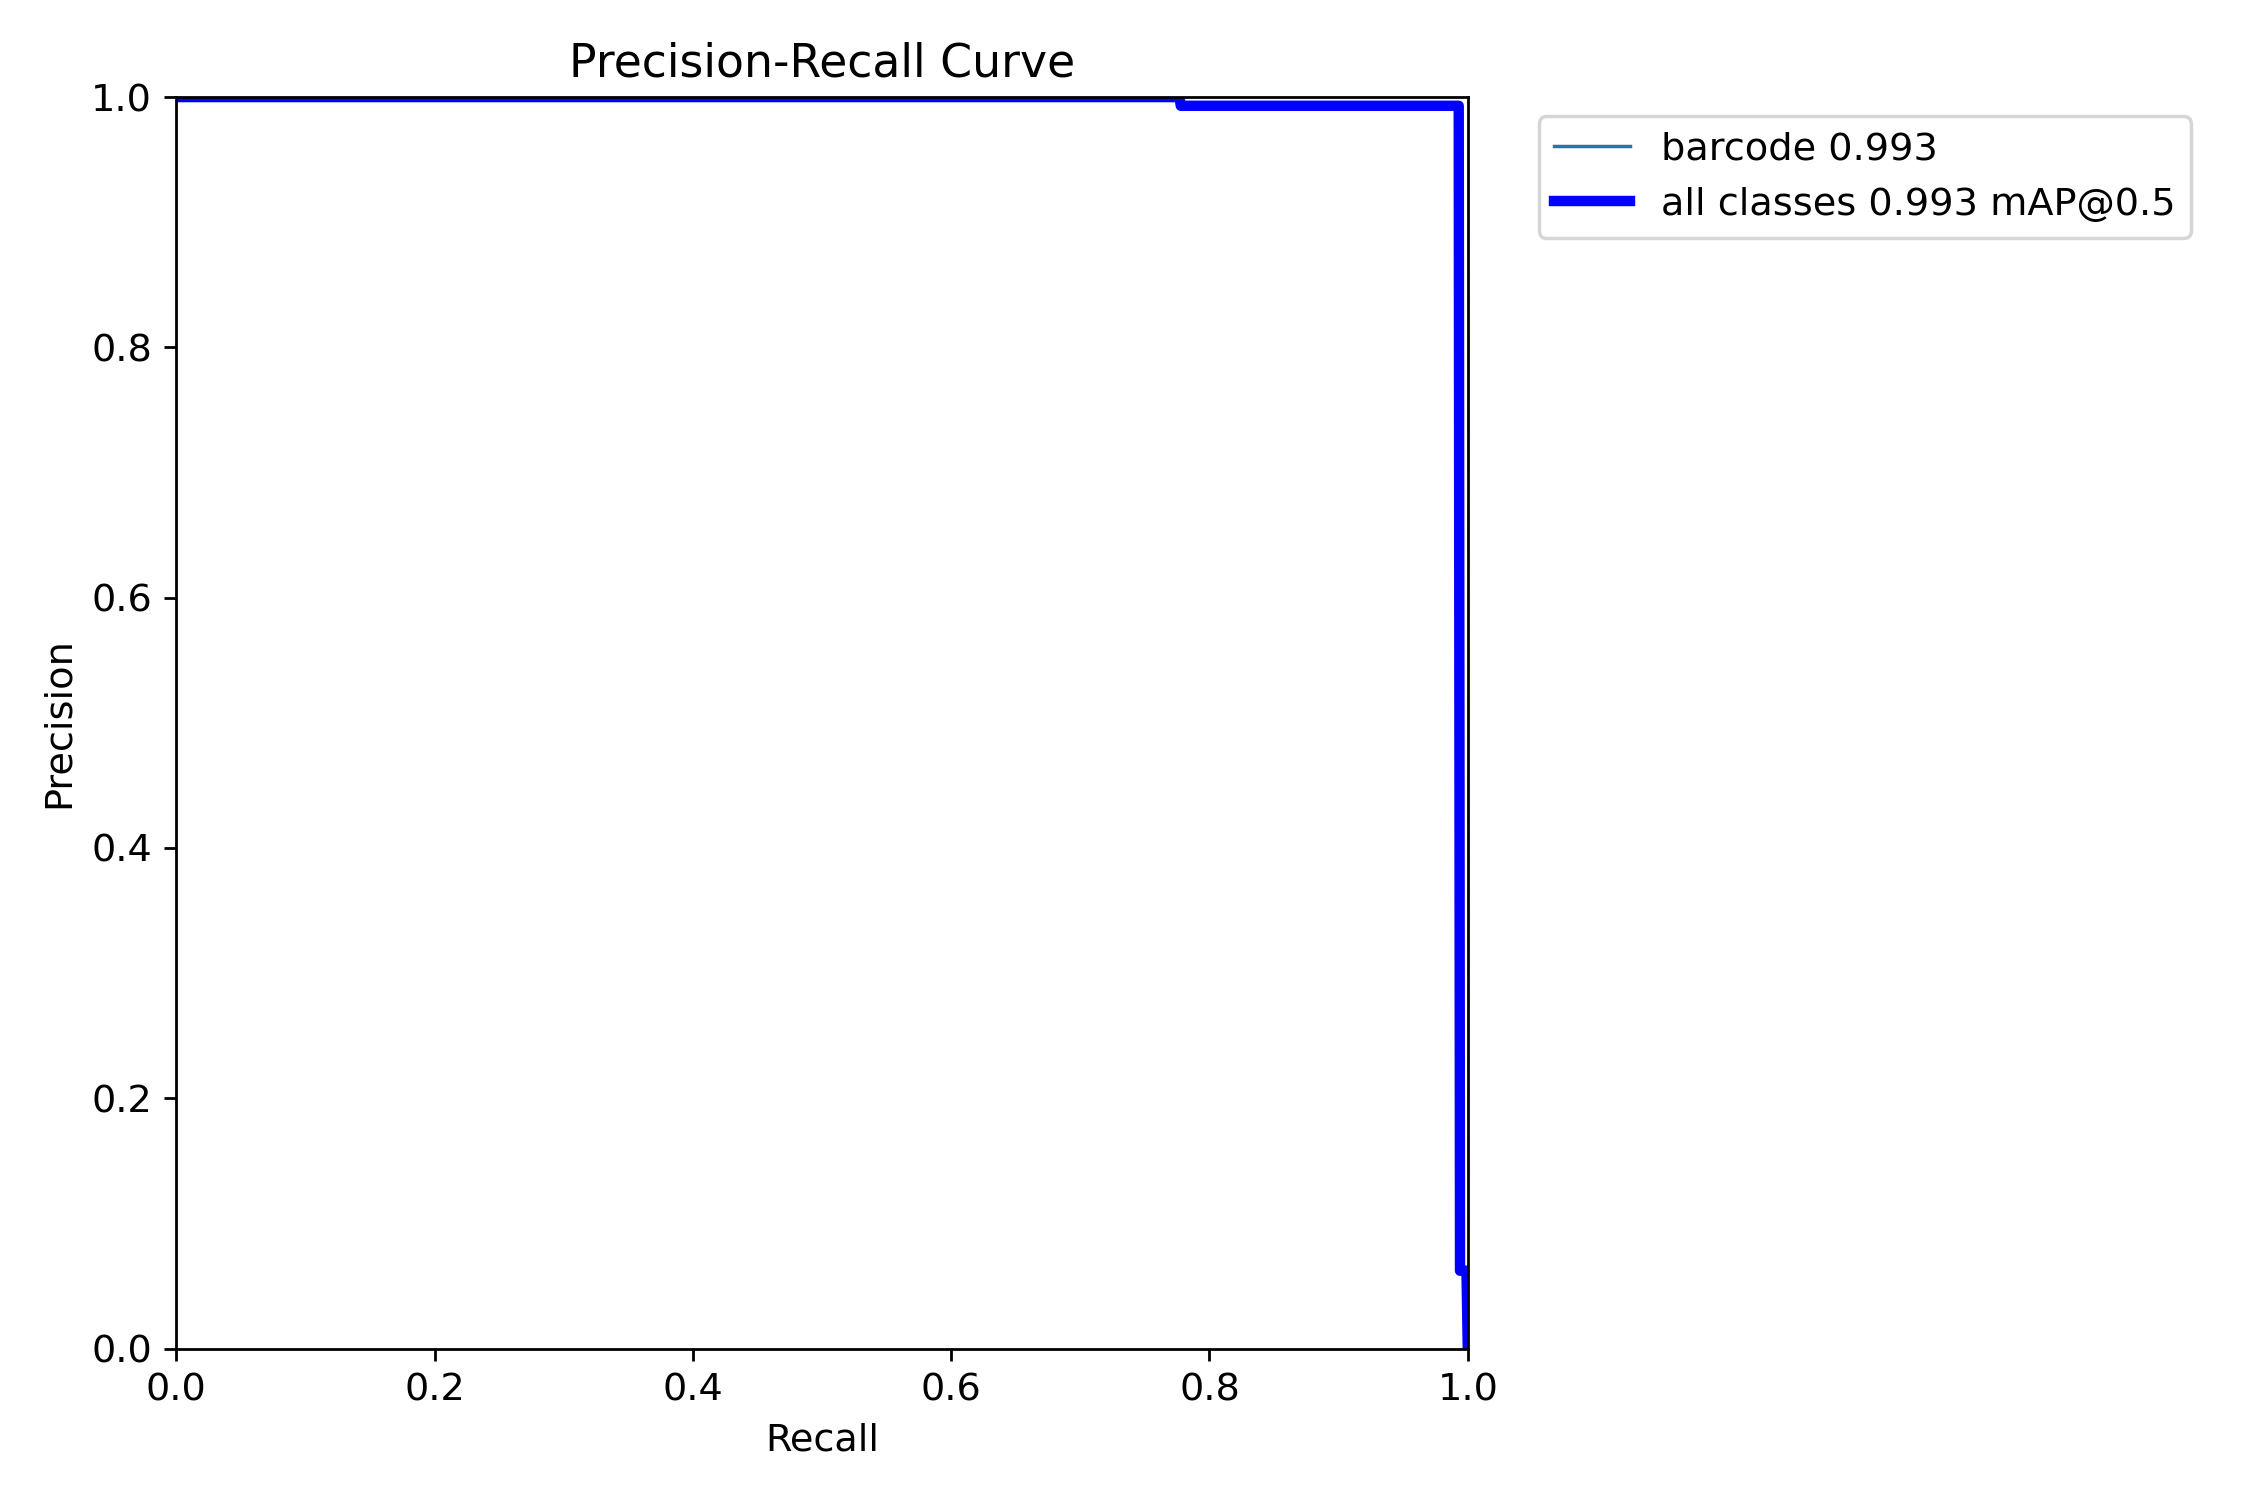 Precision-Recall Curve
1.0
0.8
0.6
0.4
0.2
0.0
Precision
0.0 0.2 0.4 0.6 0.8 1.0
Recall
barcode 0.993
all classes 0.993 mAP@0.5